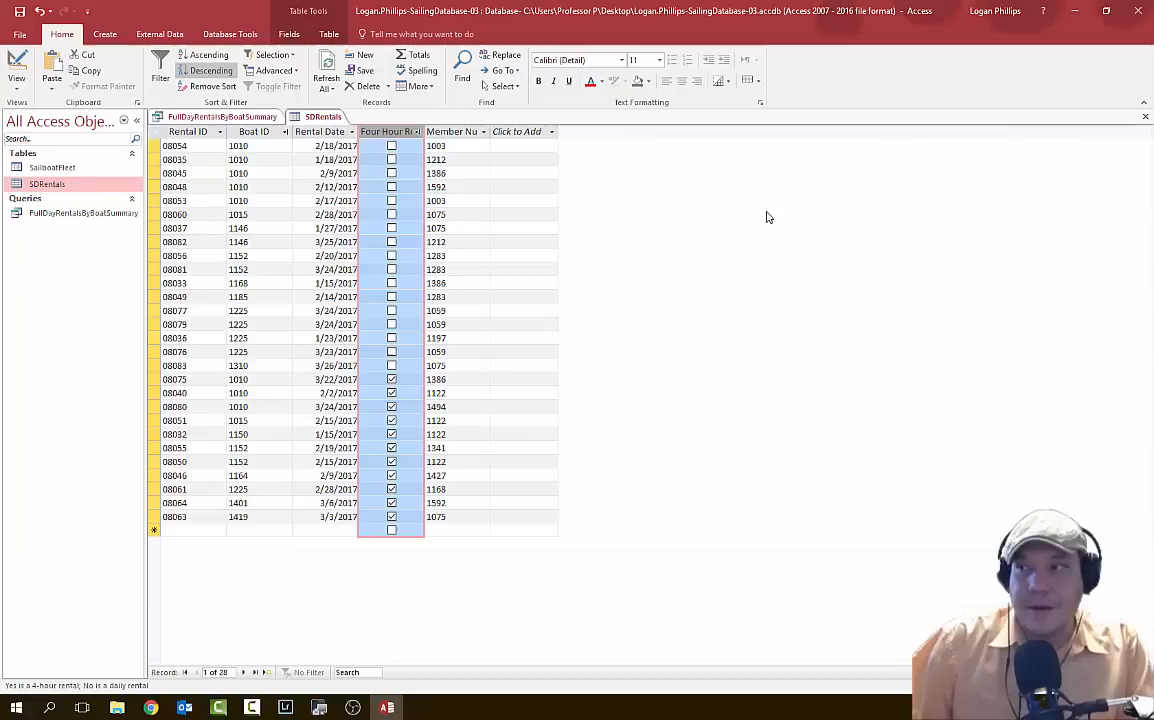 Table Tools
Logan.Phillips-SailingDatabase-03 : Database- C:\Users\Professor P\Desktop\Logan.Phillips-SailingDatabase-03.accdb (Access 2007 - 2016 file format) - Access
Logan Phillips
?
File
Home
Create
External Data
Database Tools
Fields
Table
Tell me what you want to do
View
Views
Paste
Cut
Copy
Format Painter
Clipboard
Filter
Ascending
Descending
Remove Sort
Selection
Advanced
Toggle Filter
Sort & Filter
Refresh All
New
Save
Delete
Totals
Spelling
More
Records
Find
Replace
Go To
Select
Find
Calibri (Detail)
11
B I U A
Text Formatting
All Access Obje...
Search...
Tables
SailboatFleet
SDRentals
Queries
FullDayRentalsByBoatSummary
FullDayRentalsByBoatSummary
SDRentals
Rental ID Boat ID Rental Date Four Hour Re Member Nu Click to Add
08054 1010 2/18/2017 1003
08035 1010 1/18/2017 1212
08045 1010 2/9/2017 1386
08048 1010 2/12/2017 1592
08053 1010 2/17/2017 1003
08060 1015 2/28/2017 1075
08037 1146 1/27/2017 1075
08082 1146 3/25/2017 1212
08056 1152 2/20/2017 1283
08081 1152 3/24/2017 1283
08033 1168 1/15/2017 1386
08049 1185 2/14/2017 1283
08077 1225 3/24/2017 1059
08079 1225 3/24/2017 1059
08036 1225 1/23/2017 1197
08076 1225 3/23/2017 1059
08083 1310 3/26/2017 1075
08075 1010 3/22/2017 1386
08040 1010 2/2/2017 1122
08080 1010 3/24/2017 1494
08051 1015 2/15/2017 1122
08032 1150 1/15/2017 1122
08055 1152 2/19/2017 1341
08050 1152 2/15/2017 1122
08046 1164 2/9/2017 1427
08061 1225 2/28/2017 1168
08064 1401 3/6/2017 1592
08063 1419 3/3/2017 1075
Record: 1 of 28 No Filter Search
Yes is a 4-hour rental; No is a daily rental